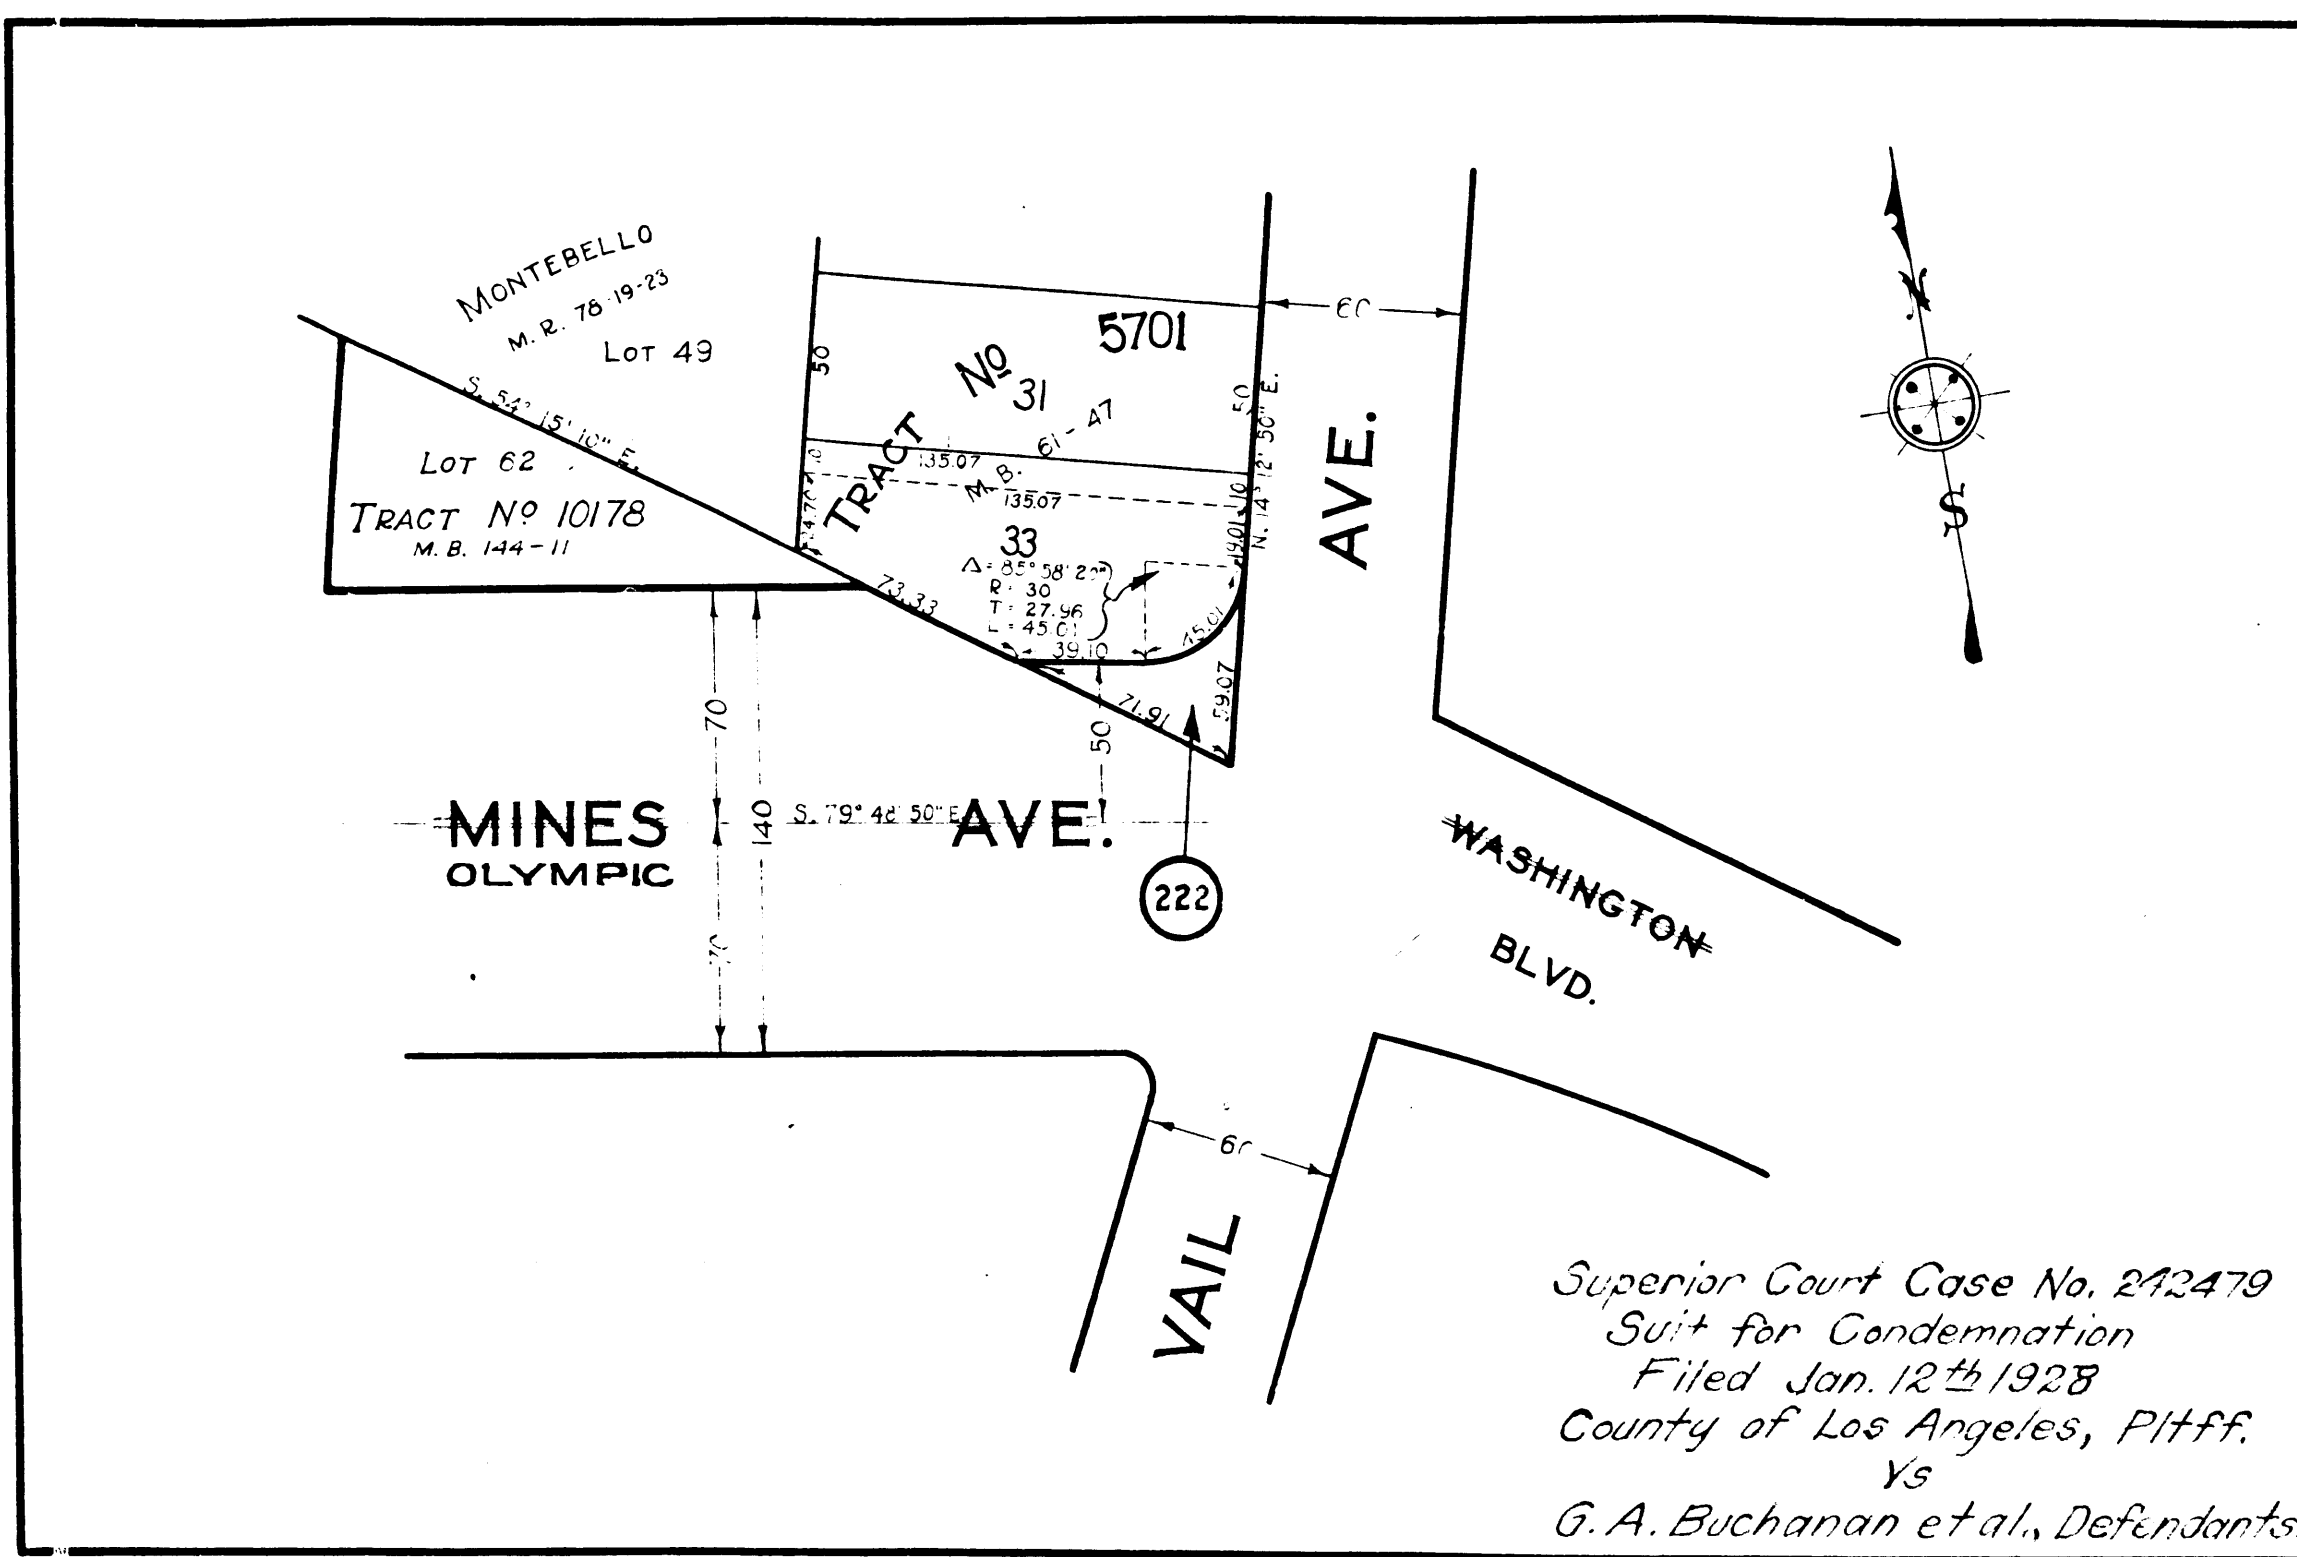 MONTEBELLO
M. R. 78-19-23
LOT 49
S. 54° 15' 10" E.
LOT 62
TRACT Nº 10178
M. B. 144-11
50
TRACT Nº 5701
31
M. B. 61-47
50
N. 14° 12' 50" E.
60
AVE.
10
135.07
10
135.07
24.70
19.01
33
Δ = 85° 58' 20"
R = 30
T = 27.96
L = 45.01
39.10
45.01
73.33
71.91
59.07
50
70
140
70
MINES AVE.
S. 79° 48' 50" E.
OLYMPIC
222
WASHINGTON
BLVD.
60
VAIL
N
S
Superior Court Case No. 242479
Suit for Condemnation
Filed Jan. 12th 1928
County of Los Angeles, Pltff.
Vs
G. A. Buchanan et al., Defendants.